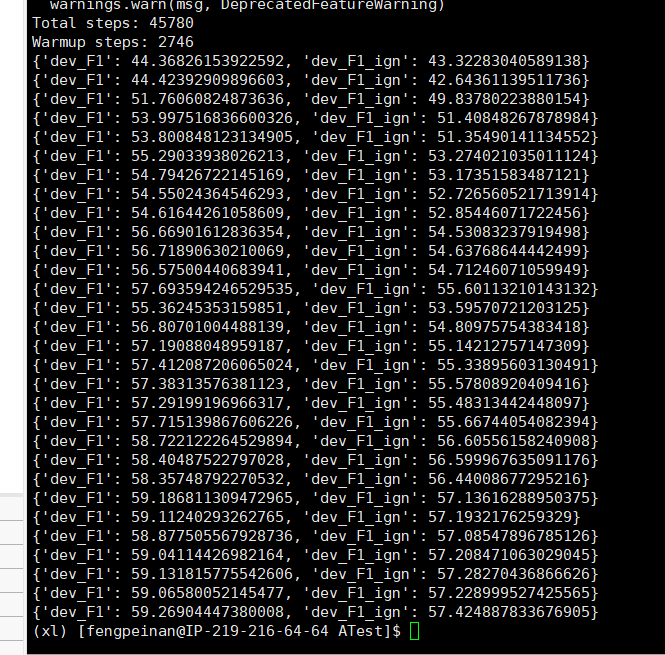 warnings.warn(msg, DeprecatedFeatureWarning)
Total steps: 45780
Warmup steps: 2746
{'dev_F1': 44.36826153922592, 'dev_F1_ign': 43.32283040589138}
{'dev_F1': 44.42392909896603, 'dev_F1_ign': 42.64361139511736}
{'dev_F1': 51.76060824873636, 'dev_F1_ign': 49.83780223880154}
{'dev_F1': 53.997516836600326, 'dev_F1_ign': 51.40848267878984}
{'dev_F1': 53.800848123134905, 'dev_F1_ign': 51.35490141134552}
{'dev_F1': 55.29033938026213, 'dev_F1_ign': 53.274021035011124}
{'dev_F1': 54.79426722145169, 'dev_F1_ign': 53.17351583487121}
{'dev_F1': 54.55024364546293, 'dev_F1_ign': 52.726560521713914}
{'dev_F1': 54.61644261058609, 'dev_F1_ign': 52.85446071722456}
{'dev_F1': 56.66901612836354, 'dev_F1_ign': 54.53083237919498}
{'dev_F1': 56.71890630210069, 'dev_F1_ign': 54.63768644442499}
{'dev_F1': 56.57500440683941, 'dev_F1_ign': 54.71246071059949}
{'dev_F1': 57.693594246529535, 'dev_F1_ign': 55.60113210143132}
{'dev_F1': 55.36245353159851, 'dev_F1_ign': 53.59570721203125}
{'dev_F1': 56.80701004488139, 'dev_F1_ign': 54.80975754383418}
{'dev_F1': 57.19088048959187, 'dev_F1_ign': 55.14212757147309}
{'dev_F1': 57.412087206065024, 'dev_F1_ign': 55.33895603130491}
{'dev_F1': 57.38313576381123, 'dev_F1_ign': 55.57808920409416}
{'dev_F1': 57.29199196966317, 'dev_F1_ign': 55.48313442448097}
{'dev_F1': 57.715139867606226, 'dev_F1_ign': 55.66744054082394}
{'dev_F1': 58.722122264529894, 'dev_F1_ign': 56.60556158240908}
{'dev_F1': 58.40487522797028, 'dev_F1_ign': 56.599967635091176}
{'dev_F1': 58.35748792270532, 'dev_F1_ign': 56.44008677295216}
{'dev_F1': 59.186811309472965, 'dev_F1_ign': 57.13616288950375}
{'dev_F1': 59.11240293262765, 'dev_F1_ign': 57.1932176259329}
{'dev_F1': 58.877505567928736, 'dev_F1_ign': 57.08547896785126}
{'dev_F1': 59.04114426982164, 'dev_F1_ign': 57.208471063029045}
{'dev_F1': 59.131815775542606, 'dev_F1_ign': 57.28270436866626}
{'dev_F1': 59.06580052145477, 'dev_F1_ign': 57.228999527425565}
{'dev_F1': 59.26904447380008, 'dev_F1_ign': 57.424887833676905}
(xl) [fengpeinan@IP-219-216-64-64 ATest]$